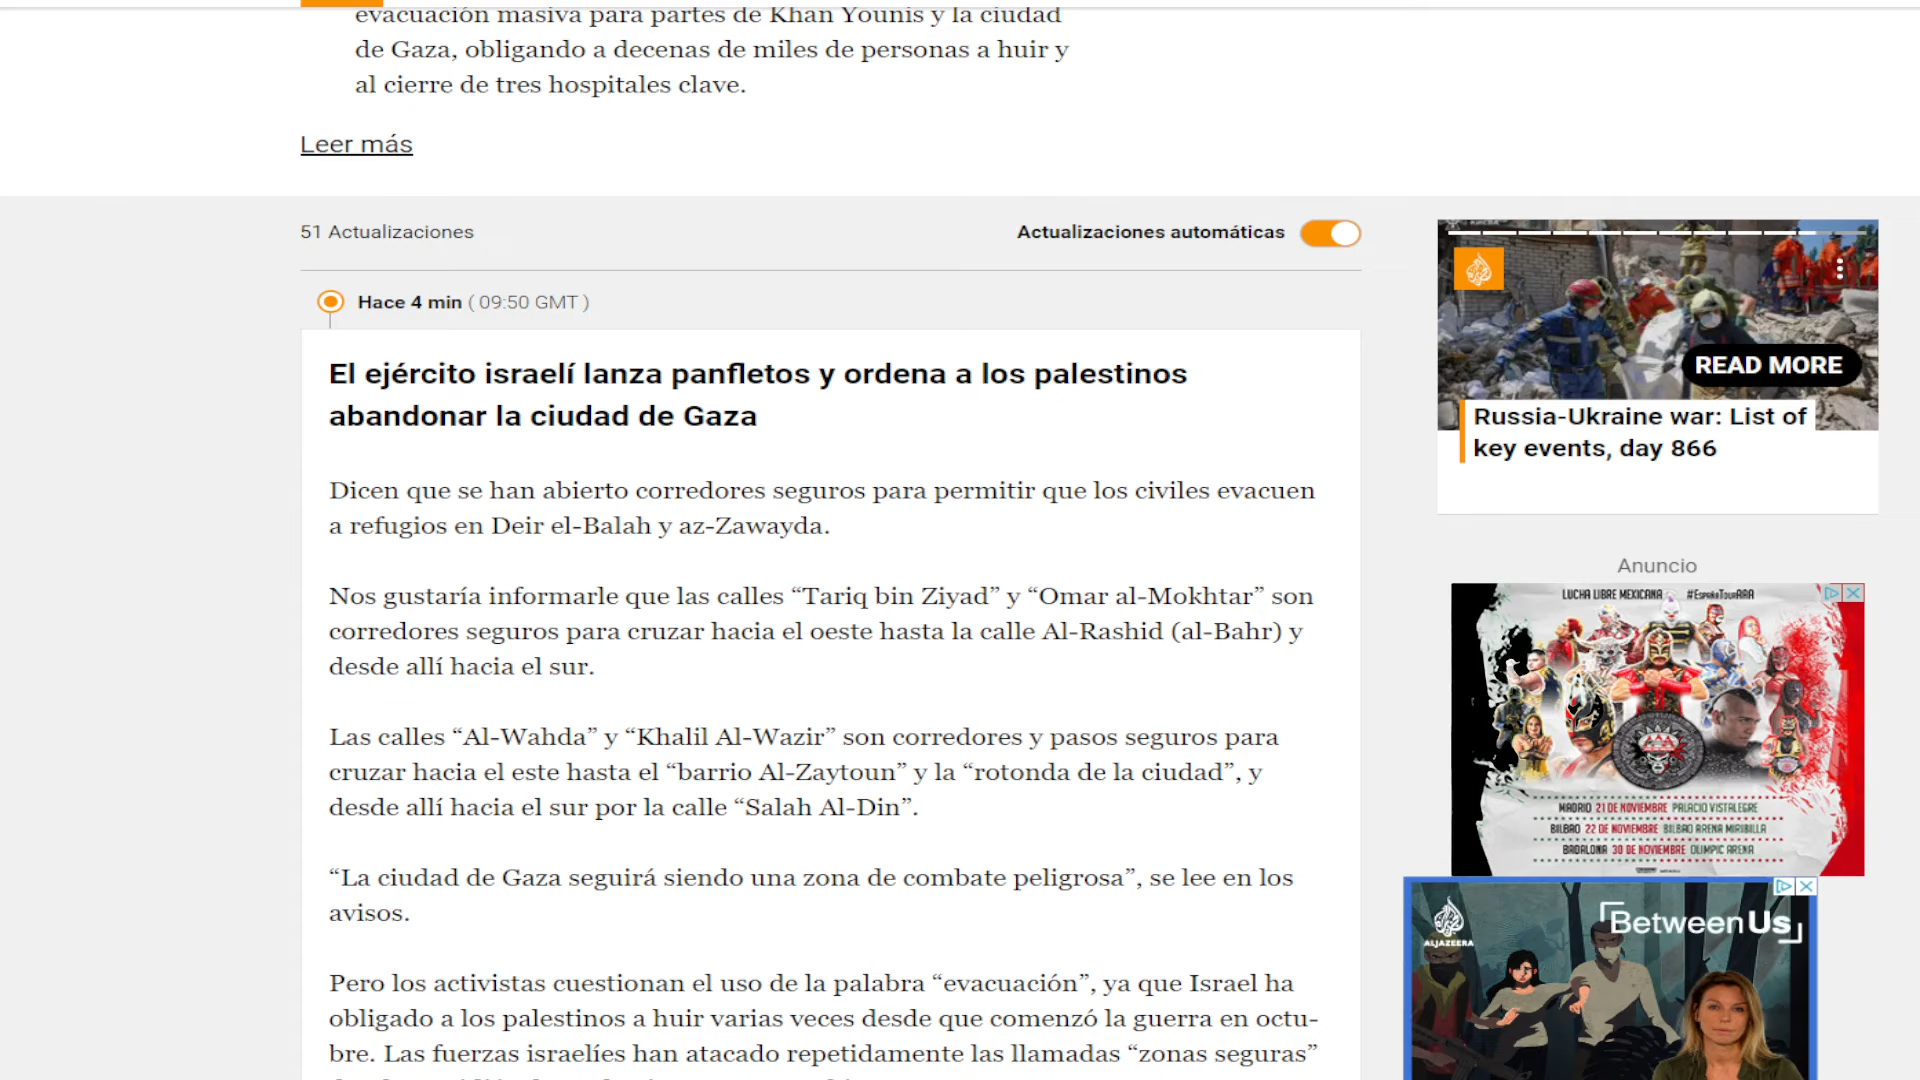 evacuación masiva para partes de Khan Younis y la ciudad
de Gaza, obligando a decenas de miles de personas a huir y
al cierre de tres hospitales clave.
Leer más
51 Actualizaciones
Actualizaciones automáticas
Hace 4 min ( 09:50 GMT )
El ejército israelí lanza panfletos y ordena a los palestinos
abandonar la ciudad de Gaza
Dicen que se han abierto corredores seguros para permitir que los civiles evacuen
a refugios en Deir el-Balah y az-Zawayda.
Nos gustaría informarle que las calles “Tariq bin Ziyad” y “Omar al-Mokhtar” son
corredores seguros para cruzar hacia el oeste hasta la calle Al-Rashid (al-Bahr) y
desde allí hacia el sur.
Las calles “Al-Wahda” y “Khalil Al-Wazir” son corredores y pasos seguros para
cruzar hacia el este hasta el “barrio Al-Zaytoun” y la “rotonda de la ciudad”, y
desde allí hacia el sur por la calle “Salah Al-Din”.
“La ciudad de Gaza seguirá siendo una zona de combate peligrosa”, se lee en los
avisos.
Pero los activistas cuestionan el uso de la palabra “evacuación”, ya que Israel ha
obligado a los palestinos a huir varias veces desde que comenzó la guerra en octu-
bre. Las fuerzas israelíes han atacado repetidamente las llamadas “zonas seguras”
READ MORE
Russia-Ukraine war: List of
key events, day 866
Anuncio
LUCHA LIBRE MEXICANA #EspañaTourAAA
MADRID 21 DE NOVIEMBRE PALACIO VISTALEGRE
BILBAO 22 DE NOVIEMBRE BILBAO ARENA MIRIBILLA
BADALONA 30 DE NOVIEMBRE OLIMPIC ARENA
ALJAZEERA
Between Us